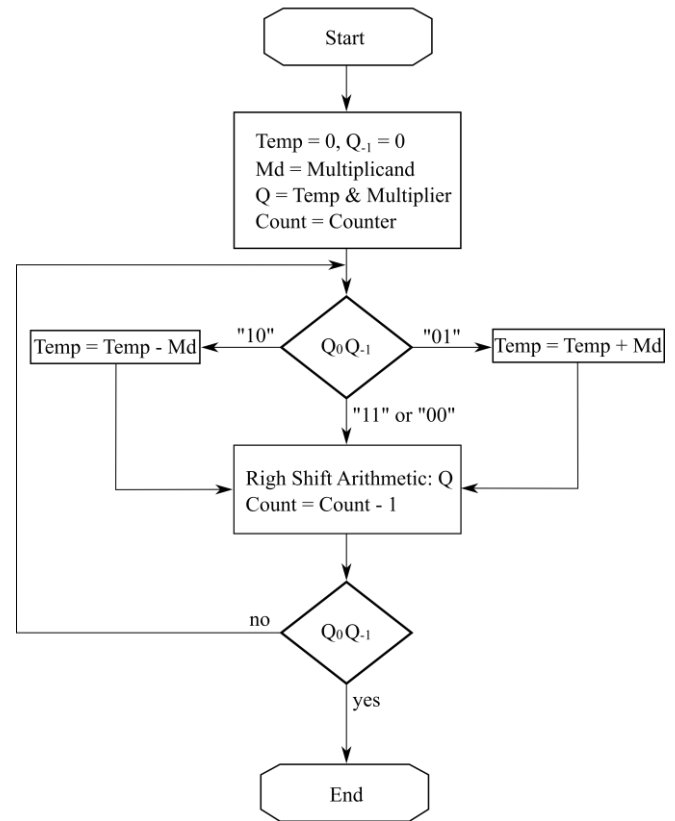 Start
Temp = 0, Q-1 = 0
Md = Multiplicand
Q = Temp & Multiplier
Count = Counter
"10"
Q0Q-1
"01"
Temp = Temp - Md
Temp = Temp + Md
"11" or "00"
Righ Shift Arithmetic: Q
Count = Count - 1
no
Q0Q-1
yes
End